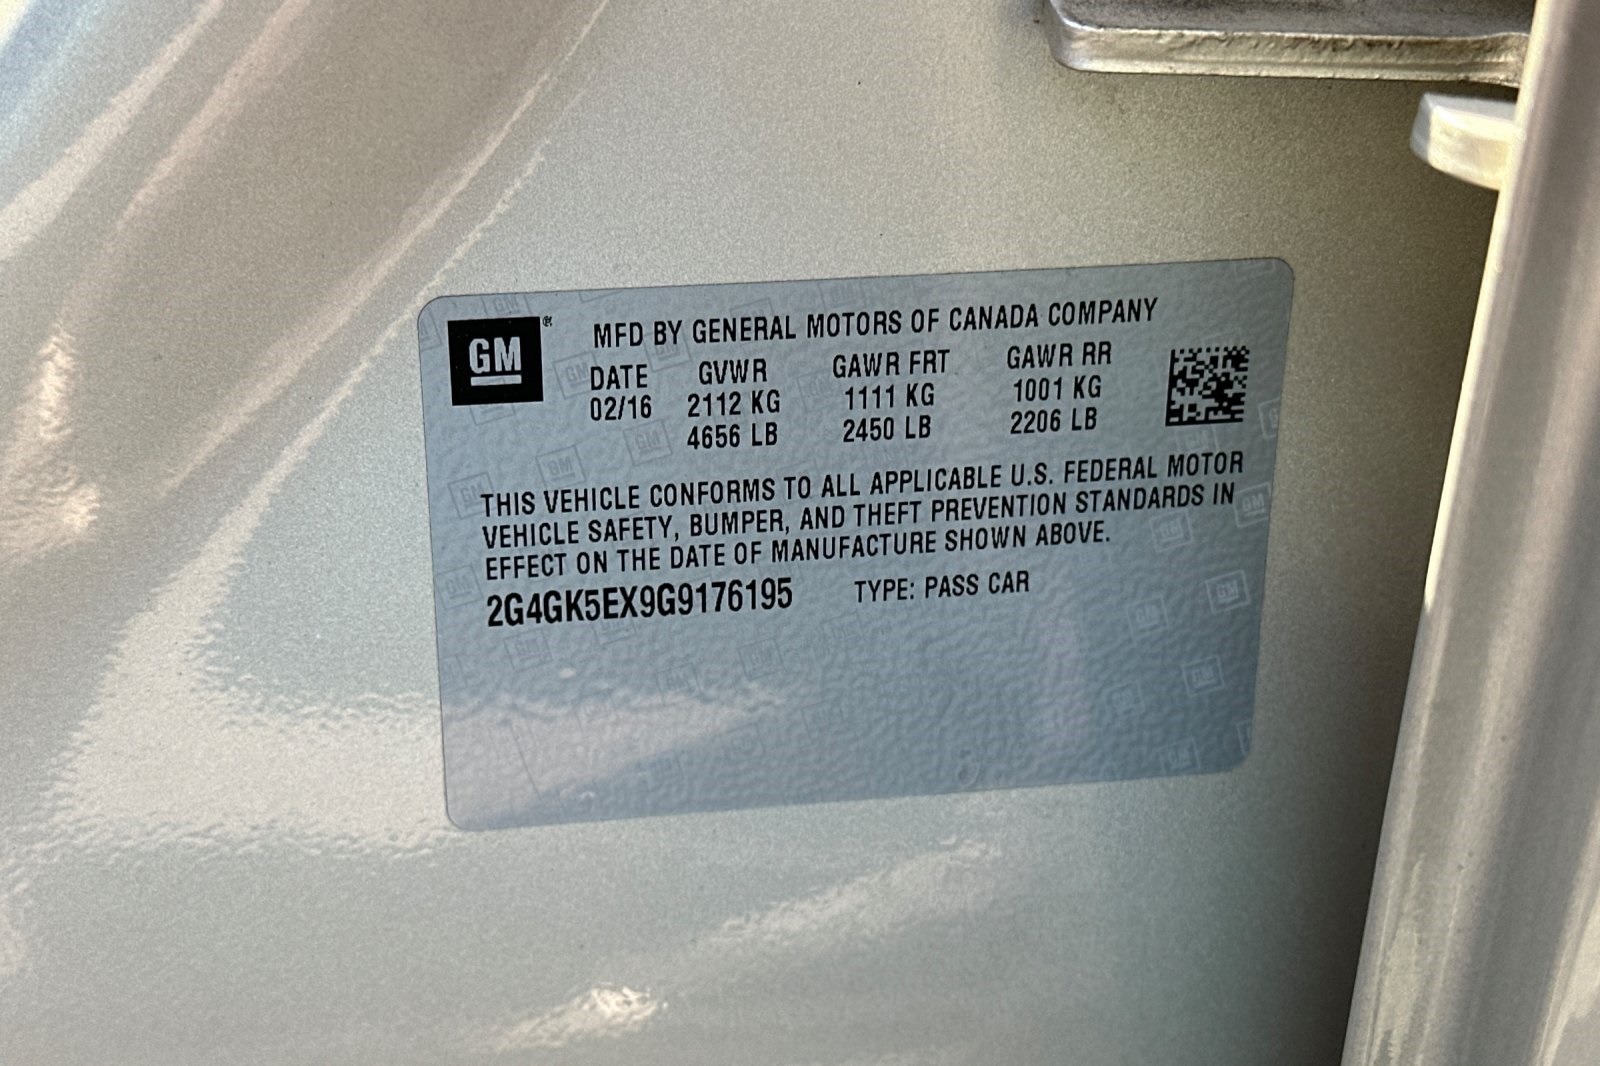 GM®
MFD BY GENERAL MOTORS OF CANADA COMPANY
DATE GVWR GAWR FRT GAWR RR
02/16 2112 KG 1111 KG 1001 KG
4656 LB 2450 LB 2206 LB
THIS VEHICLE CONFORMS TO ALL APPLICABLE U.S. FEDERAL MOTOR
VEHICLE SAFETY, BUMPER, AND THEFT PREVENTION STANDARDS IN
EFFECT ON THE DATE OF MANUFACTURE SHOWN ABOVE.
2G4GK5EX9G9176195 TYPE: PASS CAR